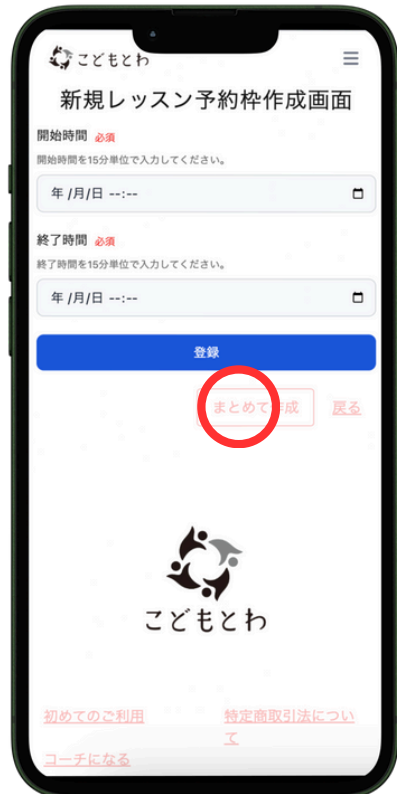 こどもとわ
新規レッスン予約枠作成画面
開始時間 必須
開始時間を15分単位で入力してください。
年 /月/日 --:--
終了時間 必須
終了時間を15分単位で入力してください。
年 /月/日 --:--
登録
まとめて作成 戻る
こどもとわ
初めてのご利用
特定商取引法につい
て
コーチになる